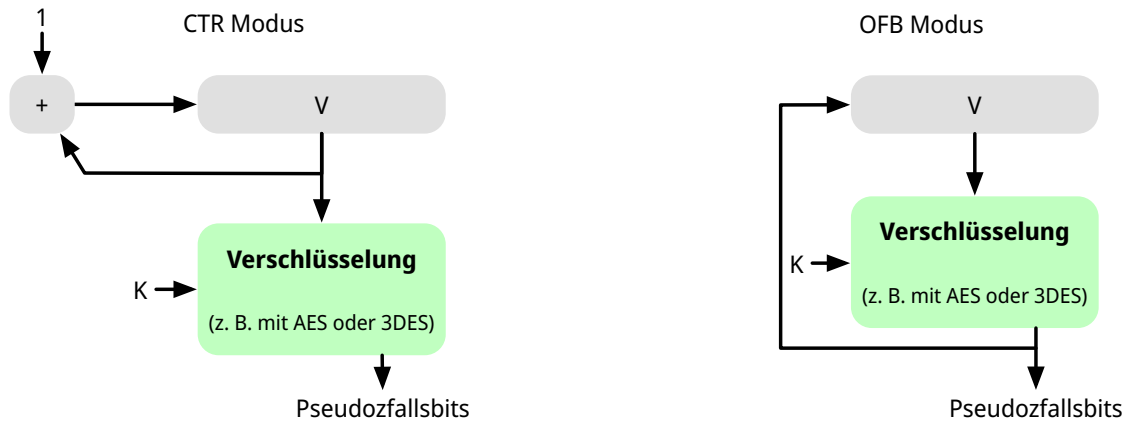 1
CTR Modus
+
V
Verschlüsselung
K
(z. B. mit AES oder 3DES)
Pseudozfallsbits
OFB Modus
V
Verschlüsselung
K
(z. B. mit AES oder 3DES)
Pseudozfallsbits